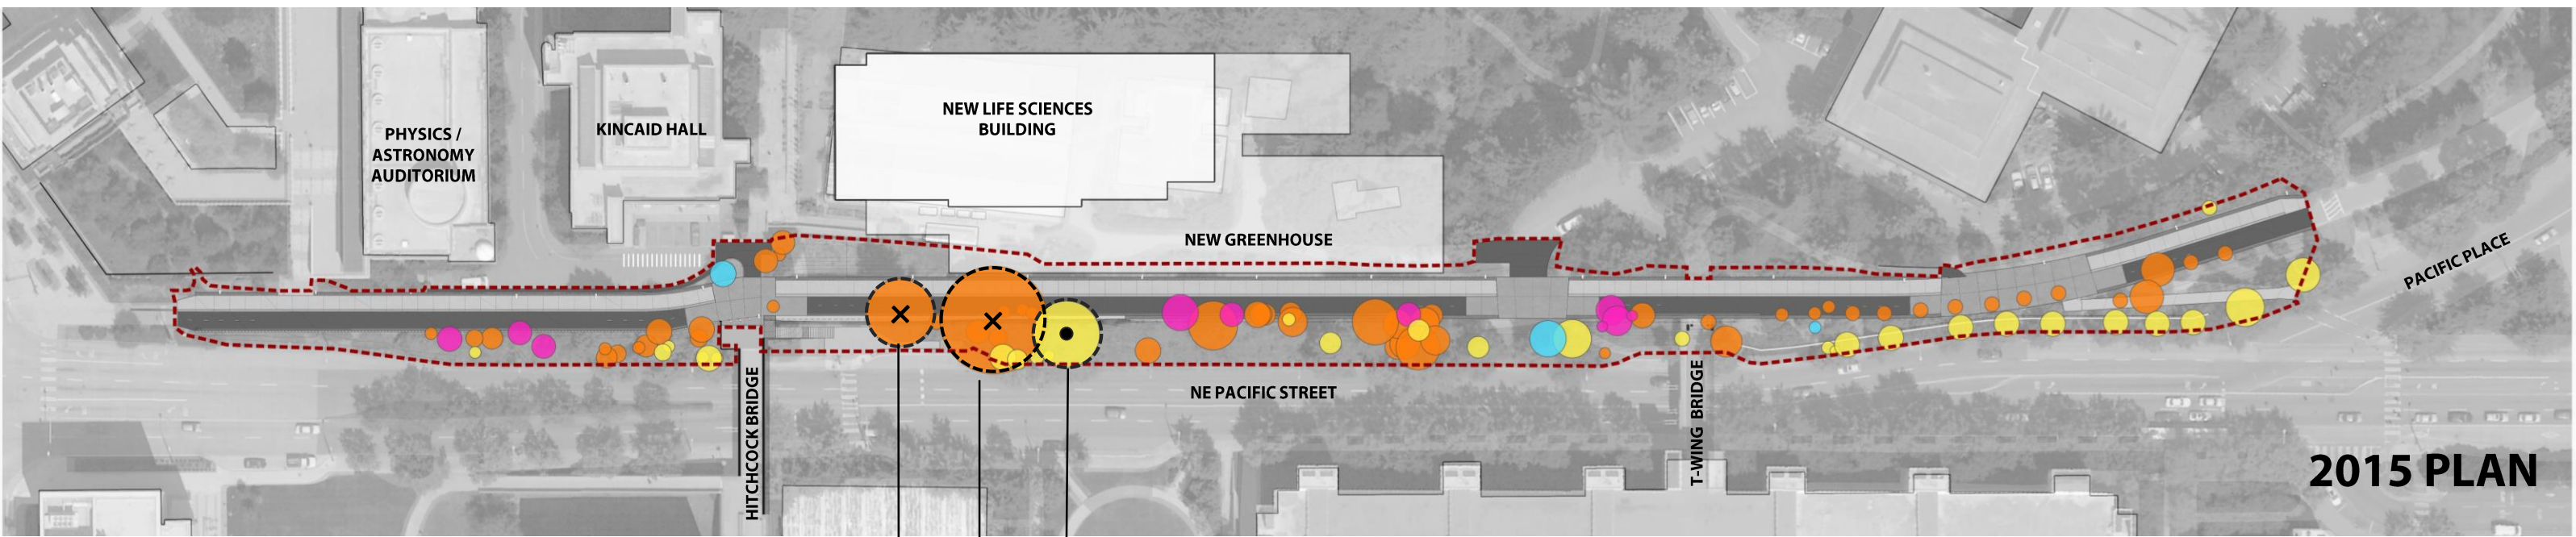 PHYSICS /
ASTRONOMY
AUDITORIUM
KINCAID HALL
NEW LIFE SCIENCES
BUILDING
NEW GREENHOUSE
PACIFIC PLACE
NE PACIFIC STREET
HITCHCOCK BRIDGE
T-WING BRIDGE
2015 PLAN